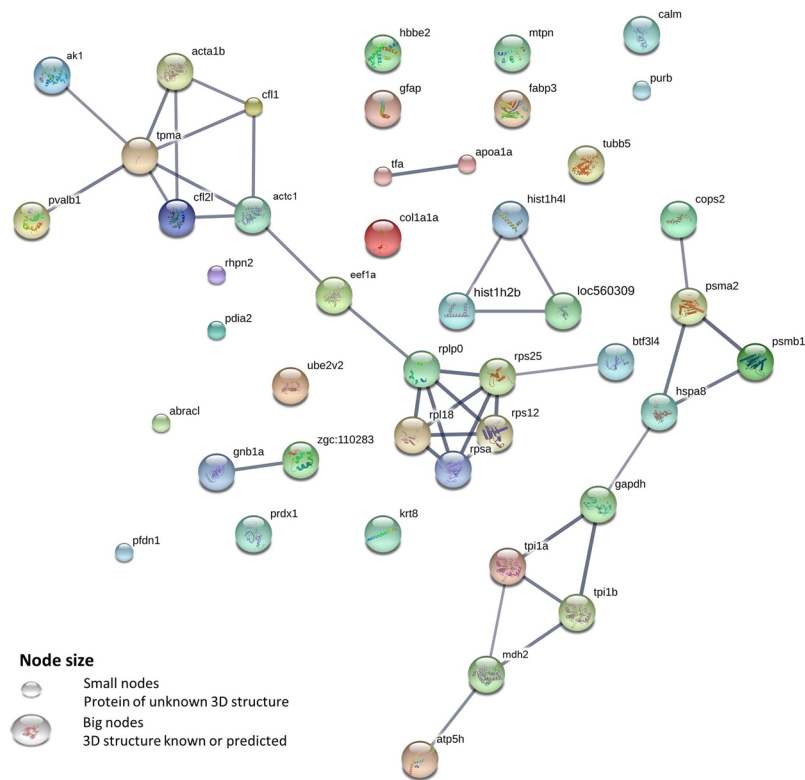 hbbe2
mtpn
calm
ak1
acta1b
cfl1
gfap
fabp3
purb
tpma
tfa
apoa1a
tubb5
pvalb1
cfl2l
actc1
col1a1a
hist1h4l
cops2
rhpn2
eef1a
hist1h2b
loc560309
psma2
pdia2
rplp0
rps25
btf3l4
psmb1
ube2v2
hspa8
abracl
rpl18
rps12
gnb1a
zgc:110283
rpsa
gapdh
pfdn1
prdx1
krt8
tpi1a
tpi1b
mdh2
atp5h
Node size
Small nodes
Protein of unknown 3D structure
Big nodes
3D structure known or predicted